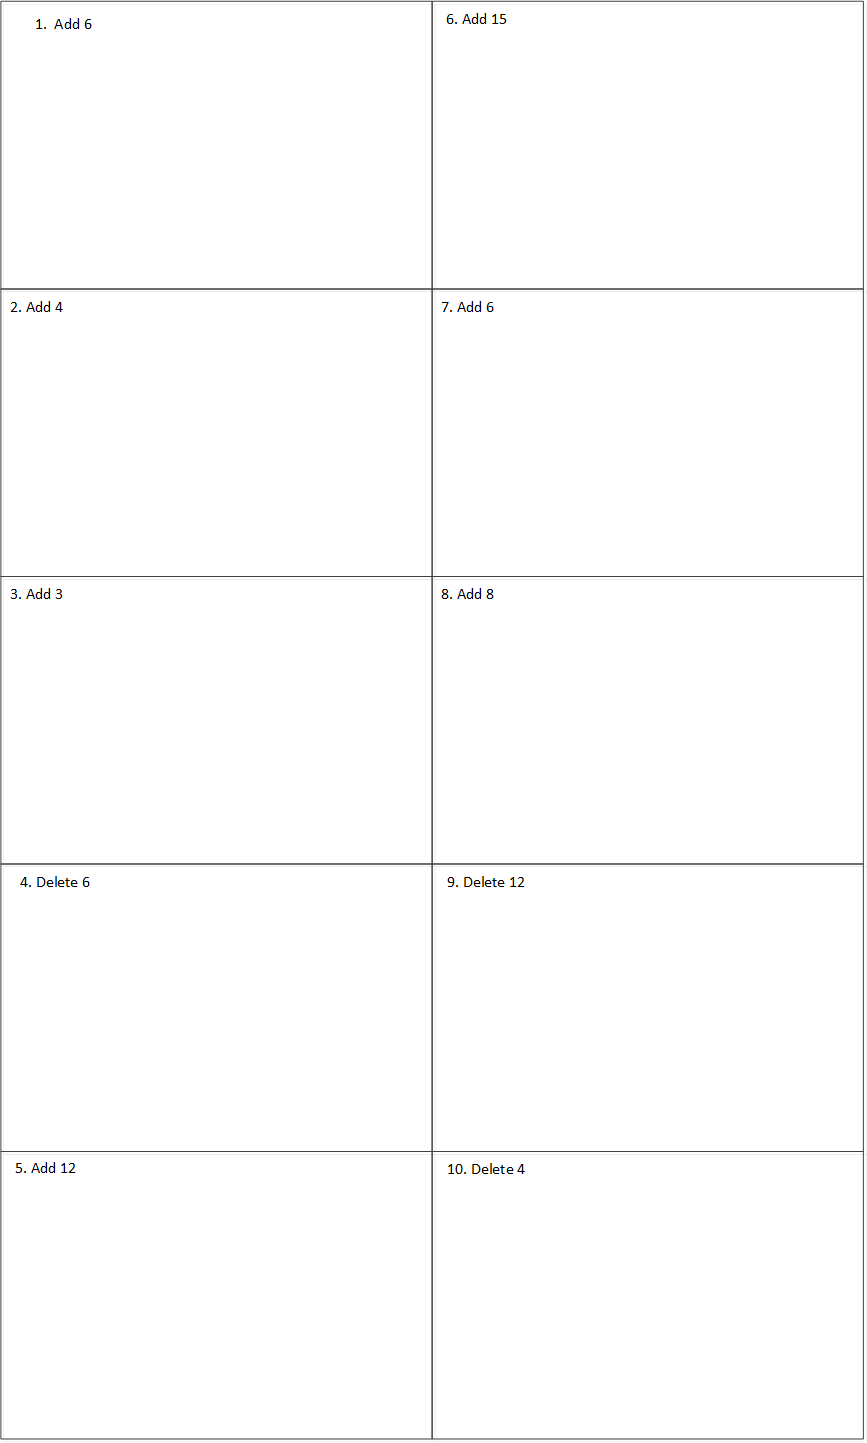 1. Add 6
6. Add 15
2. Add 4
7. Add 6
3. Add 3
8. Add 8
4. Delete 6
9. Delete 12
5. Add 12
10. Delete 4